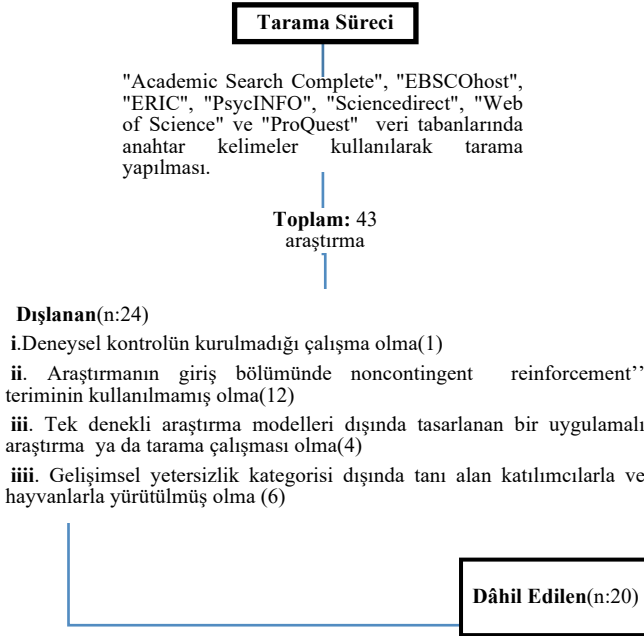 Tarama Süreci
"Academic Search Complete", "EBSCOhost",
"ERIC", "PsycINFO", "Sciencedirect", "Web
of Science" ve "ProQuest" veri tabanlarında
anahtar kelimeler kullanılarak tarama
yapılması.
Toplam: 43
araştırma
Dışlanan(n:24)
i.Deneysel kontrolün kurulmadığı çalışma olma(1)
ii. Araştırmanın giriş bölümünde noncontingent reinforcement’’
teriminin kullanılmamış olma(12)
iii. Tek denekli araştırma modelleri dışında tasarlanan bir uygulamalı
araştırma ya da tarama çalışması olma(4)
iiii. Gelişimsel yetersizlik kategorisi dışında tanı alan katılımcılarla ve
hayvanlarla yürütülmüş olma (6)
Dâhil Edilen(n:20)